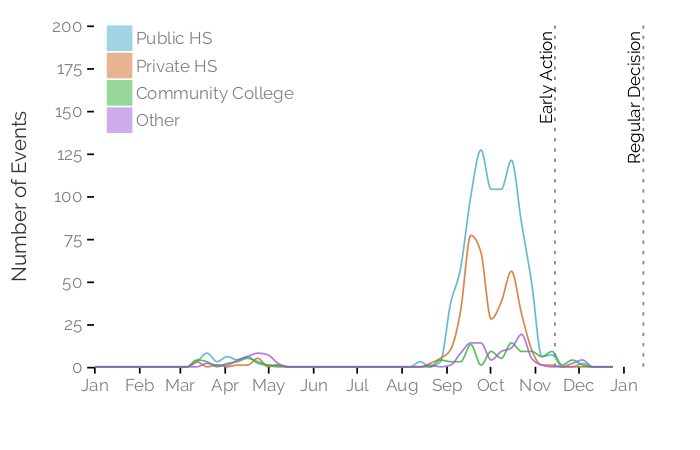 200
175
150
125
100
75
50
25
0
Number of Events
Public HS
Private HS
Community College
Other
Early Action
Regular Decision
Jan Feb Mar Apr May Jun Jul Aug Sep Oct Nov Dec Jan